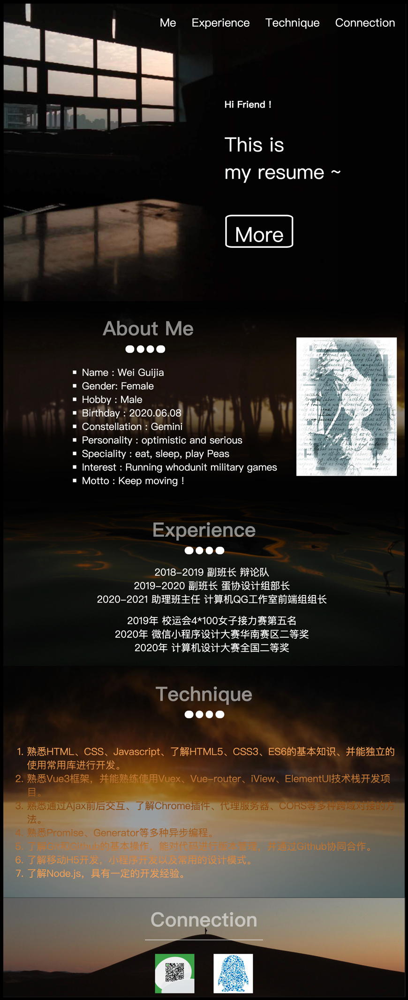 Me Experience Technique Connection
Hi Friend !
This is
my resume ~
More
About Me
Name : Wei Guijia
Gender: Female
Hobby : Male
Birthday : 2020.06.08
Constellation : Gemini
Personality : optimistic and serious
Speciality : eat, sleep, play Peas
Interest : Running whodunit military games
Motto : Keep moving !
Experience
2018-2019 副班长 辩论队
2019-2020 副班长 蛋协设计组部长
2020-2021 助理班主任 计算机QG工作室前端组组长
2019年 校运会4*100女子接力赛第五名
2020年 微信小程序设计大赛华南赛区二等奖
2020年 计算机设计大赛全国二等奖
Technique
1. 熟悉HTML、CSS、Javascript、了解HTML5、CSS3、ES6的基本知识、并能独立的
使用常用库进行开发。
2. 熟悉Vue3框架，并能熟练使用Vuex、Vue-router、iView、ElementUI技术栈开发项
目。
3. 熟悉通过Ajax前后交互、了解Chrome插件、代理服务器、CORS等多种跨域对接的方
法。
4. 熟悉Promise、Generator等多种异步编程。
5. 了解Git和Github的基本操作，能对代码进行版本管理，并通过Github协同合作。
6. 了解移动H5开发，小程序开发以及常用的设计模式。
7. 了解Node.js，具有一定的开发经验。
Connection